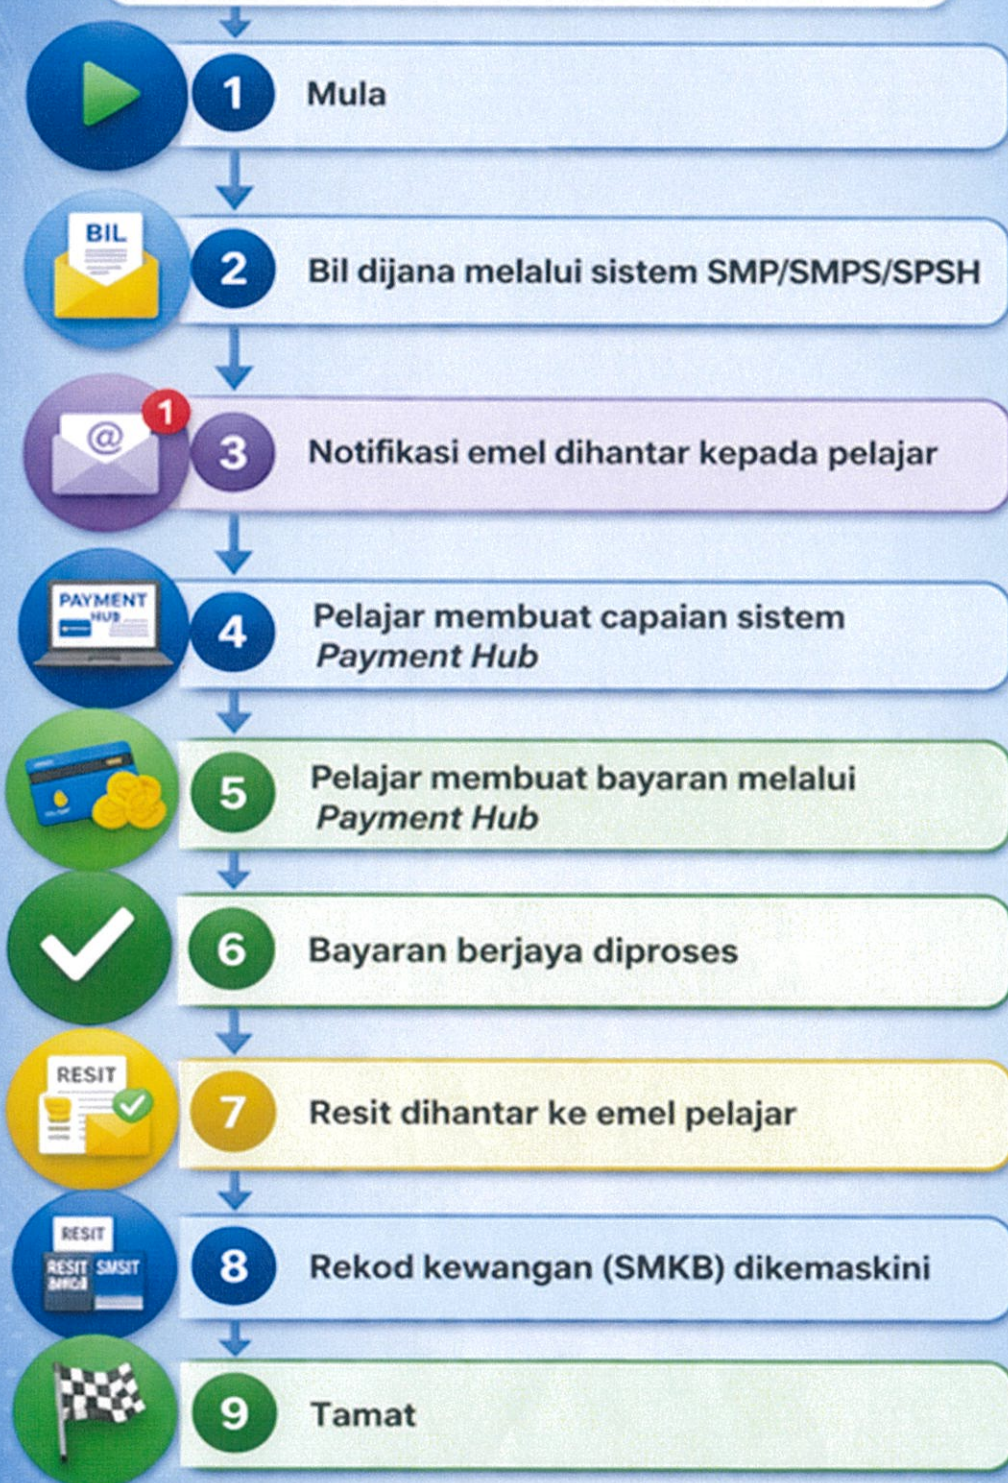 1
Mula
BIL
2
Bil dijana melalui sistem SMP/SMPS/SPSH
@
1
3
Notifikasi emel dihantar kepada pelajar
PAYMENT
HUB
4
Pelajar membuat capaian sistem
Payment Hub
5
Pelajar membuat bayaran melalui
Payment Hub
6
Bayaran berjaya diproses
RESIT
7
Resit dihantar ke emel pelajar
RESIT
RESIT SMSIT
8
Rekod kewangan (SMKB) dikemaskini
9
Tamat